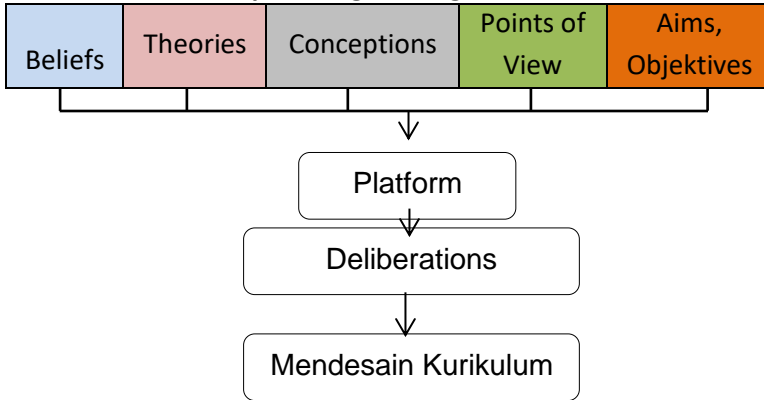 Beliefs
Theories
Conceptions
Points of
View
Aims,
Objektives
Platform
Deliberations
Mendesain Kurikulum